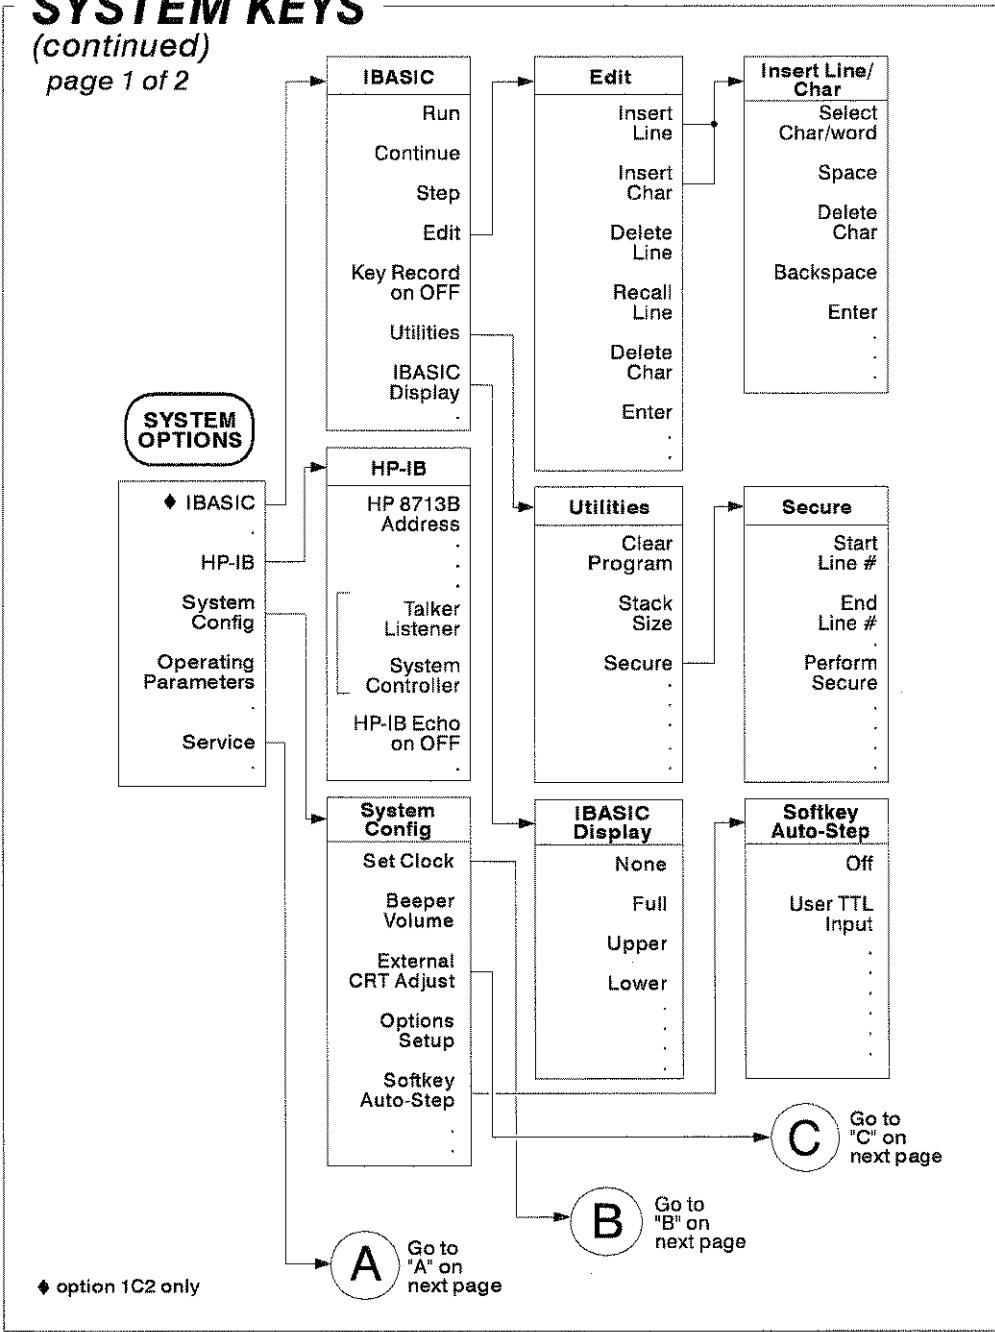 SYSTEM KEYS
(continued)
page 1 of 2
IBASIC
Run
Continue
Step
Edit
Key Record
on OFF
Utilities
IBASIC
Display
Edit
Insert
Line
Insert
Char
Delete
Line
Recall
Line
Delete
Char
Enter
Insert Line/
Char
Select
Char/word
Space
Delete
Char
Backspace
Enter
SYSTEM
OPTIONS
♦ IBASIC
HP-IB
System
Config
Operating
Parameters
Service
HP-IB
HP 8713B
Address
Talker
Listener
System
Controller
HP-IB Echo
on OFF
Utilities
Clear
Program
Stack
Size
Secure
Secure
Start
Line #
End
Line #
Perform
Secure
System
Config
Set Clock
Beeper
Volume
External
CRT Adjust
Options
Setup
Softkey
Auto-Step
IBASIC
Display
None
Full
Upper
Lower
Softkey
Auto-Step
Off
User TTL
Input
C
Go to
"C" on
next page
B
Go to
"B" on
next page
A
Go to
"A" on
next page
♦ option 1C2 only